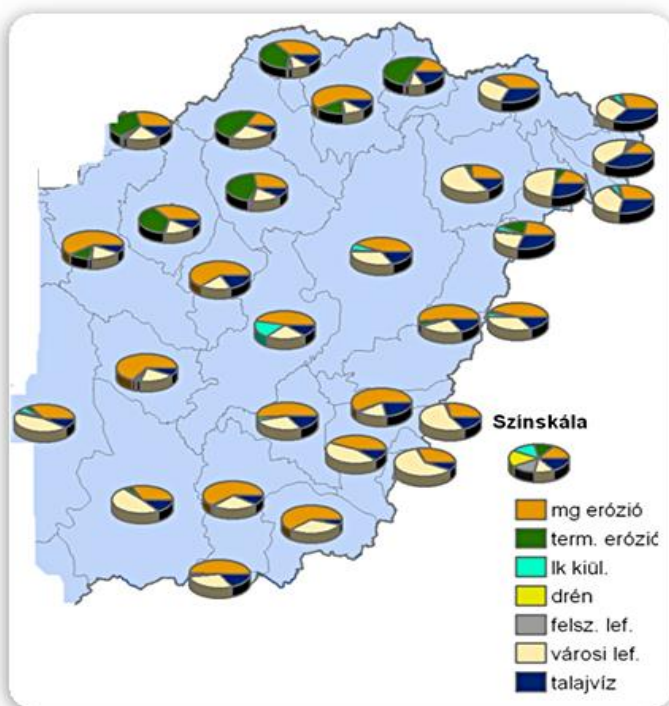 Színskála
mg erózió
term. erózió
lk kiül.
drén
felsz. lef.
városi lef.
talajvíz